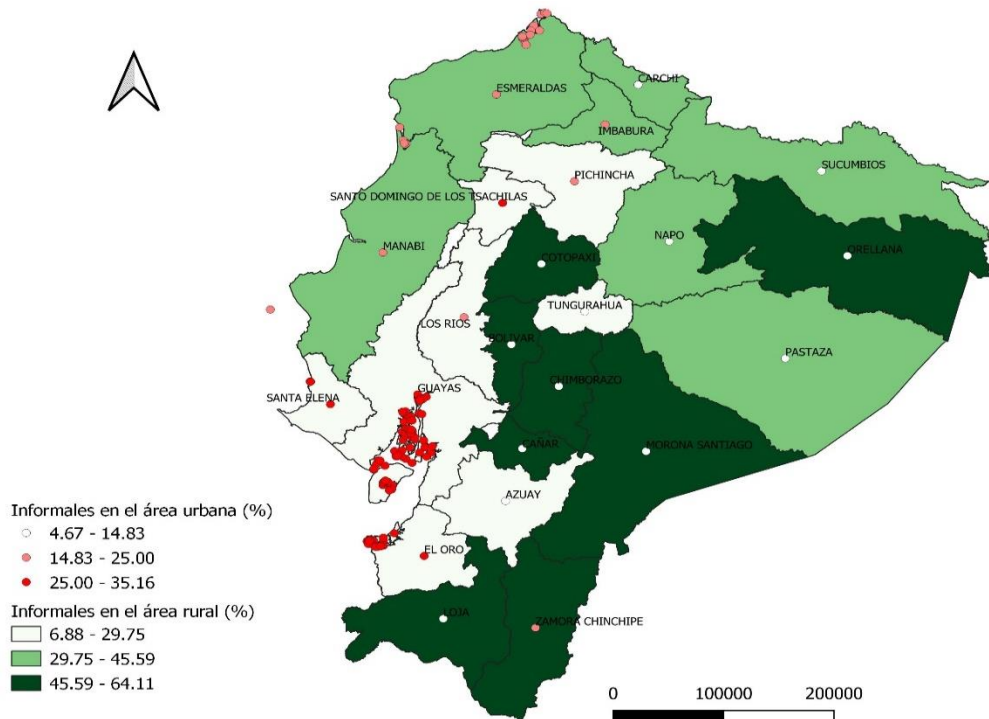 CARCHI
ESMERALDAS
IMBABURA
SUCUMBIOS
PICHINCHA
SANTO DOMINGO DE LOS TSACHILAS
NAPO
MANABI
ORELLANA
COTOPAXI
TUNGURAHUA
LOS RIOS
BOLIVAR
PASTAZA
CHIMBORAZO
GUAYAS
SANTA ELENA
CAÑAR
MORONA SANTIAGO
AZUAY
EL ORO
LOJA
ZAMORA CHINCHIPE
Informales en el área urbana (%)
4.67 - 14.83
14.83 - 25.00
25.00 - 35.16
Informales en el área rural (%)
6.88 - 29.75
29.75 - 45.59
45.59 - 64.11
0 100000 200000